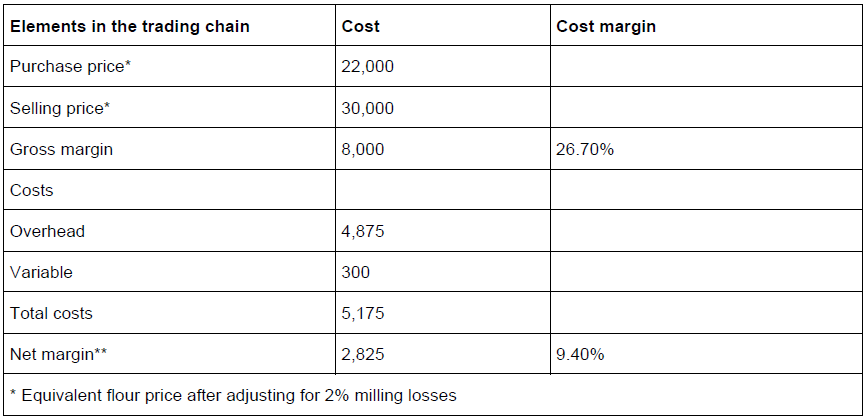 Elements in the trading chain Cost Cost margin
Purchase price* 22,000
Selling price* 30,000
Gross margin 8,000 26.70%
Costs
Overhead 4,875
Variable 300
Total costs 5,175
Net margin** 2,825 9.40%
* Equivalent flour price after adjusting for 2% milling losses